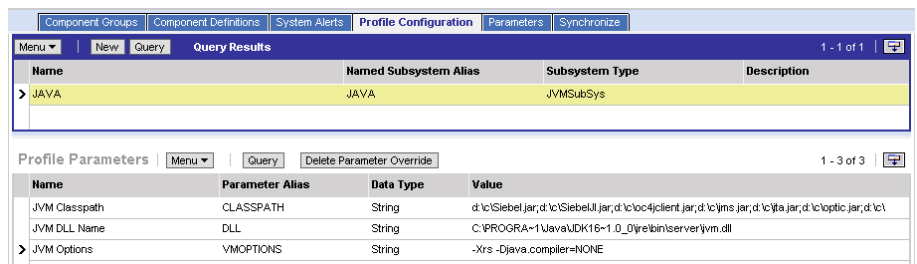 Component Groups Component Definitions System Alerts Profile Configuration Parameters Synchronize
Menu New Query Query Results 1 - 1 of 1
Name Named Subsystem Alias Subsystem Type Description
JAVA JAVA JVMSubSys
Profile Parameters Menu Query Delete Parameter Override 1 - 3 of 3
Name Parameter Alias Data Type Value
JVM Classpath CLASSPATH String d:\c\Siebel.jar;d:\c\SiebelJI.jar;d:\c\oc4jclient.jar;d:\c\jms.jar;d:\c\jta.jar;d:\c\optic.jar;d:\c\
JVM DLL Name DLL String C:\PROGRA~1\Java\JDK16~1.0_0\jre\bin\server\jvm.dll
JVM Options VMOPTIONS String -Xrs -Djava.compiler=NONE